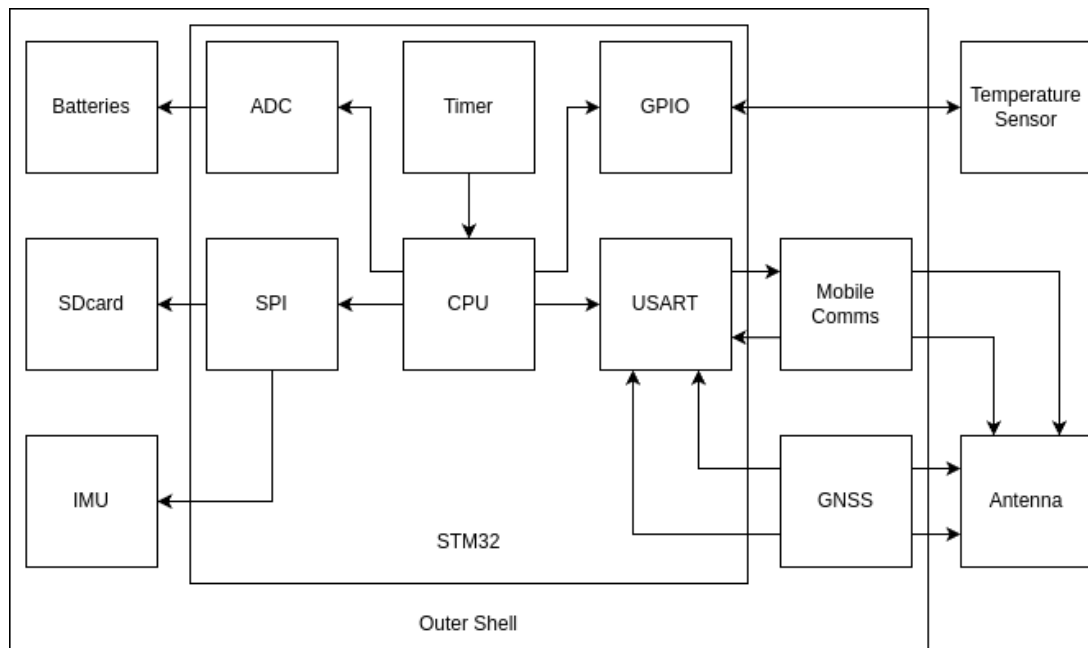 Batteries
ADC
Timer
GPIO
Temperature
Sensor
SDcard
SPI
CPU
USART
Mobile
Comms
IMU
GNSS
Antenna
STM32
Outer Shell